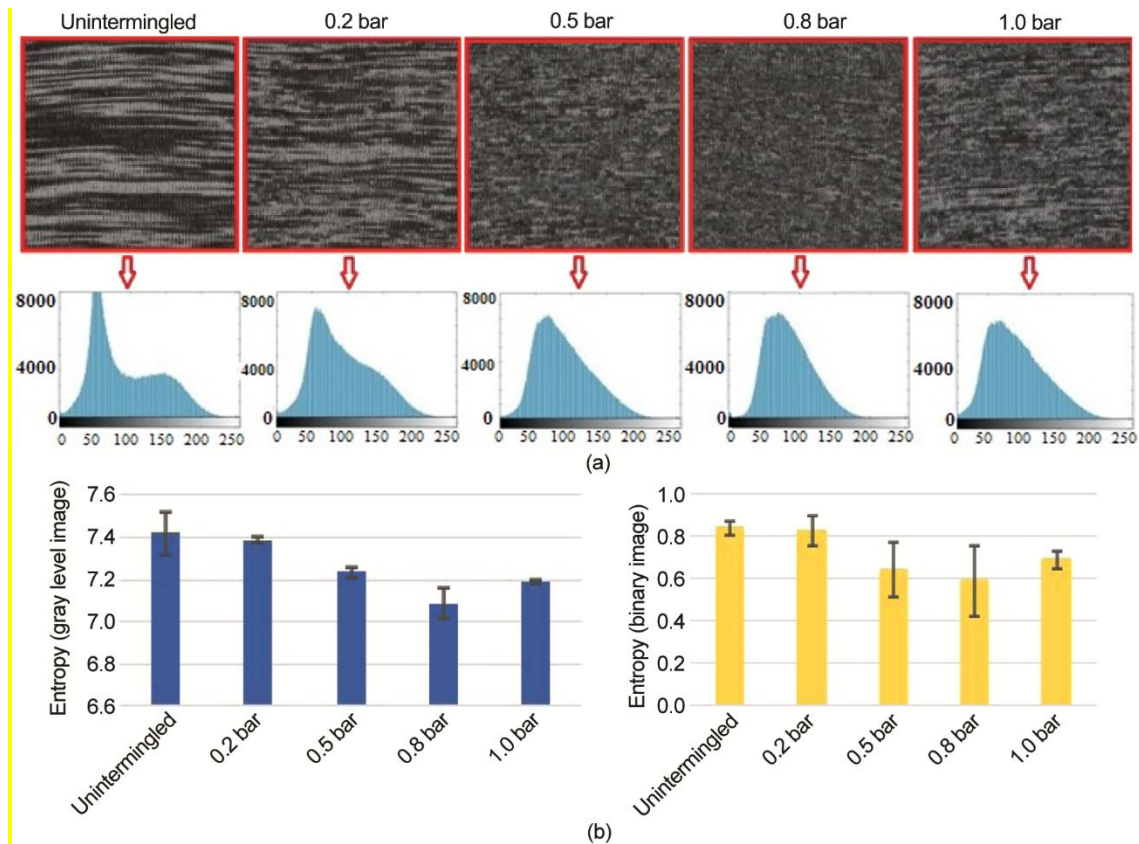 Unintermingled 0.2 bar 0.5 bar 0.8 bar 1.0 bar
8000 8000 8000 8000 8000
4000 4000 4000 4000 4000
0 0 0 0 0
0 50 100 150 200 250 0 50 100 150 200 250 0 50 100 150 200 250 0 50 100 150 200 250 0 50 100 150 200 250
(a)
Entropy (gray level image)
7.6
7.4
7.2
7.0
6.8
6.6
Unintermingled 0.2 bar 0.5 bar 0.8 bar 1.0 bar
Entropy (binary image)
1.0
0.8
0.6
0.4
0.2
0.0
Unintermingled 0.2 bar 0.5 bar 0.8 bar 1.0 bar
(b)